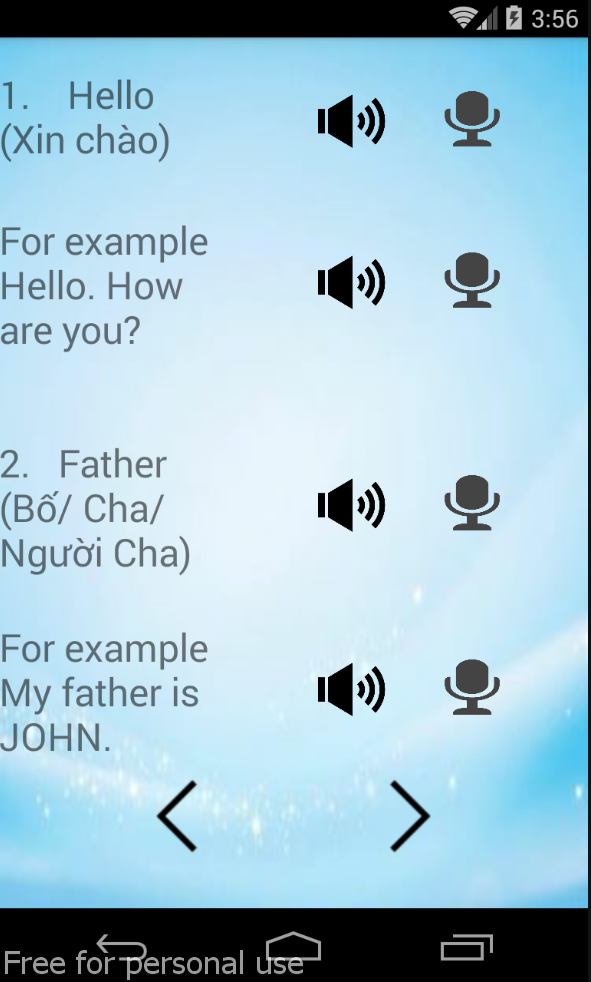 3:56
1. Hello
(Xin chào)
For example
Hello. How
are you?
2. Father
(Bố/ Cha/
Người Cha)
For example
My father is
JOHN.
Free for personal use